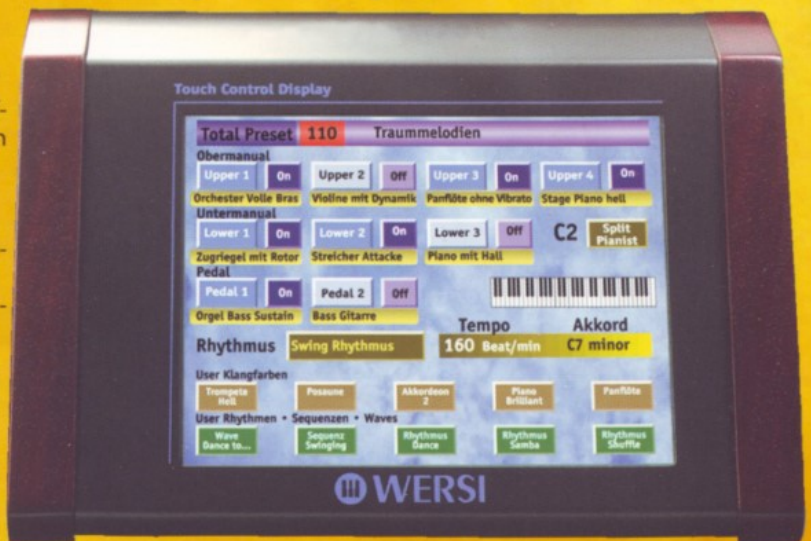 Touch Control Display
Total Preset 110 Traummelodien
Obermanual
Upper 1 On Upper 2 Off Upper 3 On Upper 4 On
Orchester Volle Bras Violine mit Dynamik Panflöte ohne Vibrato Stage Piano hell
Untermanual
Lower 1 On Lower 2 On Lower 3 Off C2 Split Pianist
Zugriegel mit Rotor Streicher Attacke Piano mit Hall
Pedal
Pedal 1 On Pedal 2 Off
Orgel Bass Sustain Bass Gitarre
Tempo Akkord
Rhythmus Swing Rhythmus 160 Beat/min C7 minor
User Klangfarben
Trompete Hell Posaune Akkordeon 2 Piano Brilliant Panflöte
User Rhythmen • Sequenzen • Waves
Wave Dance to... Sequenz Swinging Rhythmus Dance Rhythmus Samba Rhythmus Shuffle
WERSI